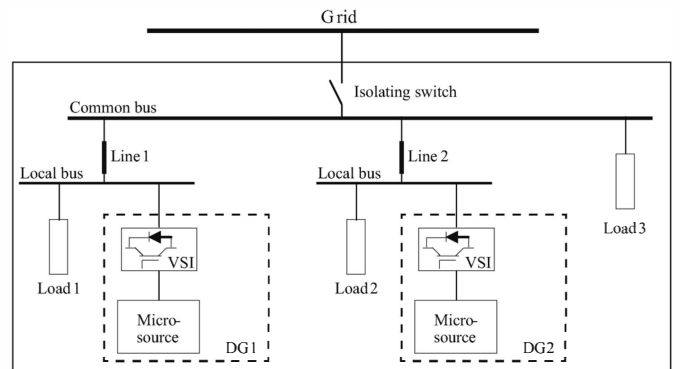 Grid
Isolating switch
Common bus
Line 1
Line 2
Local bus
Local bus
Load 3
VSI
VSI
Load 1
Load 2
Micro-
source
Micro-
source
DG1
DG2